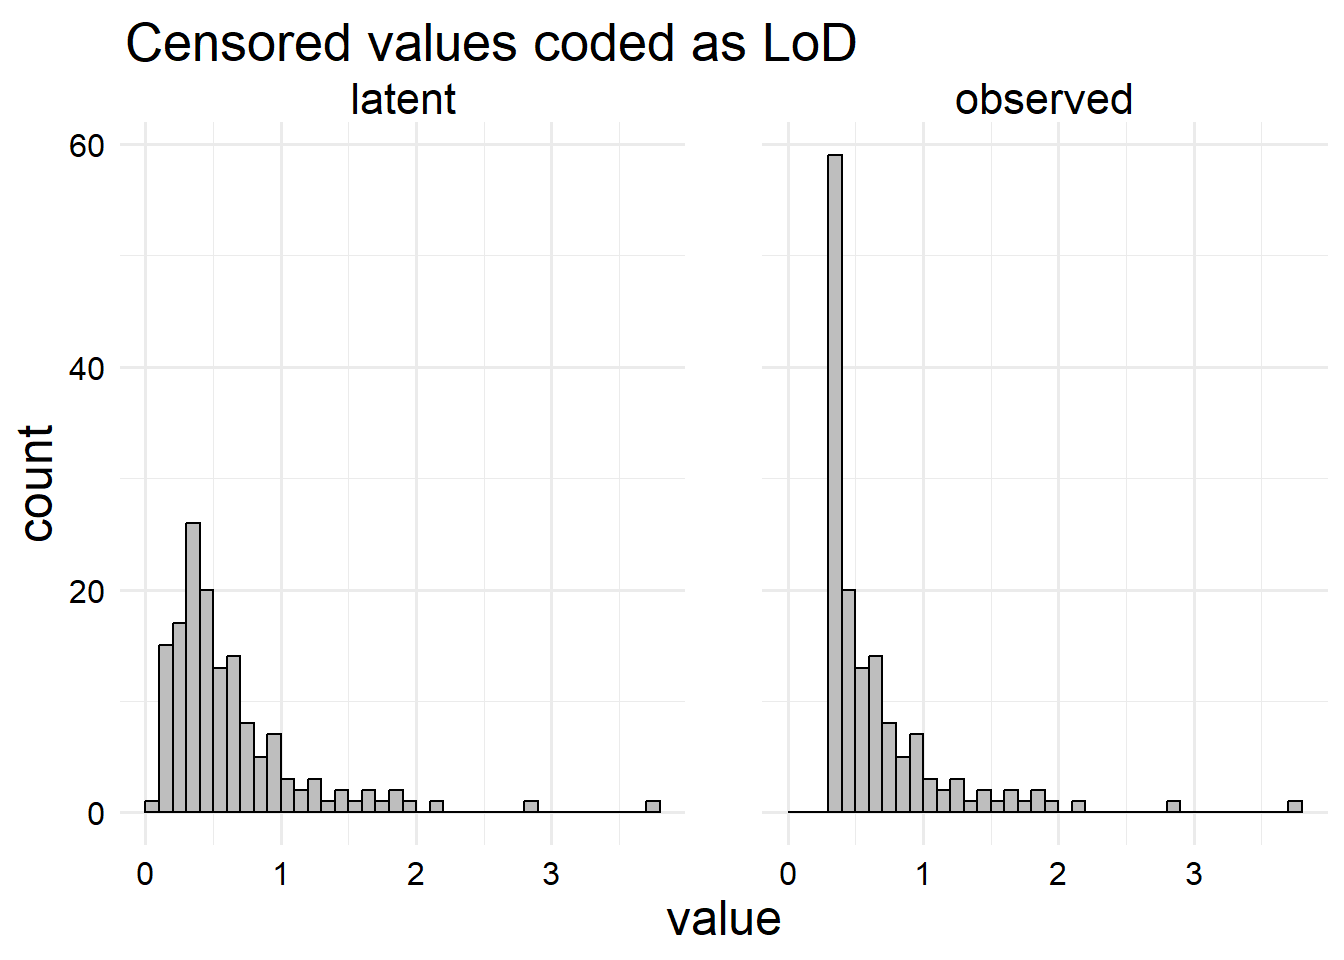 Censored values coded as LoD
latent
observed
60
40
20
0
count
0 1 2 3
0 1 2 3
value